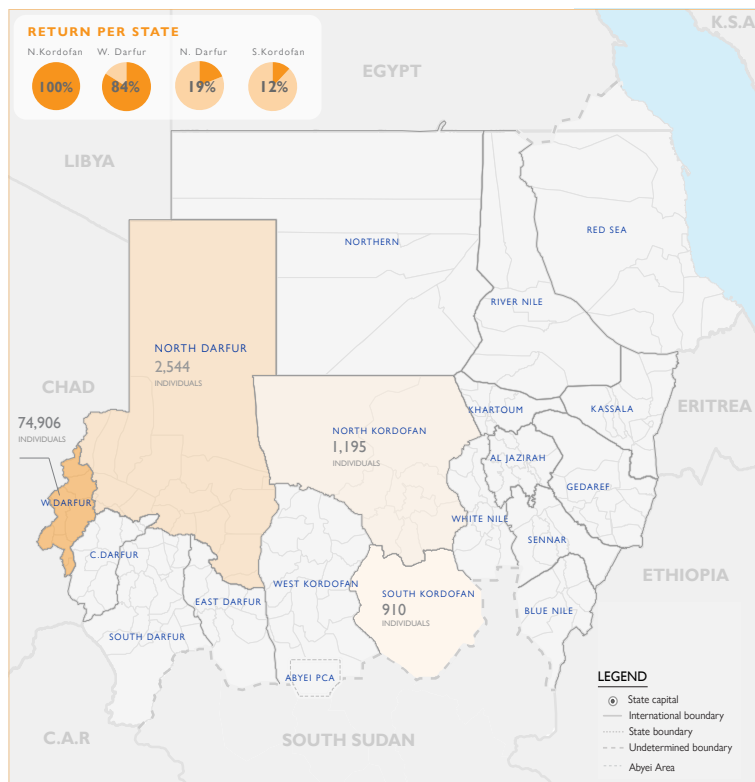 RETURN PER STATE
N.Kordofan W. Darfur N. Darfur S.Kordofan
100% 84% 19% 12%
K.S.A
EGYPT
LIBYA
RED SEA
NORTHERN
RIVER NILE
NORTH DARFUR
2,544
INDIVIDUALS
CHAD
74,906
INDIVIDUALS
KHARTOUM
KASSALA
ERITREA
NORTH KORDOFAN
1,195
INDIVIDUALS
AL JAZIRAH
GEDAREF
W.DARFUR
WHITE NILE
SENNAR
C.DARFUR
ETHIOPIA
WEST KORDOFAN
SOUTH KORDOFAN
910
INDIVIDUALS
EAST DARFUR
BLUE NILE
SOUTH DARFUR
ABYEI PCA
C.A.R
SOUTH SUDAN
LEGEND
State capital
International boundary
State boundary
Undetermined boundary
Abyei Area